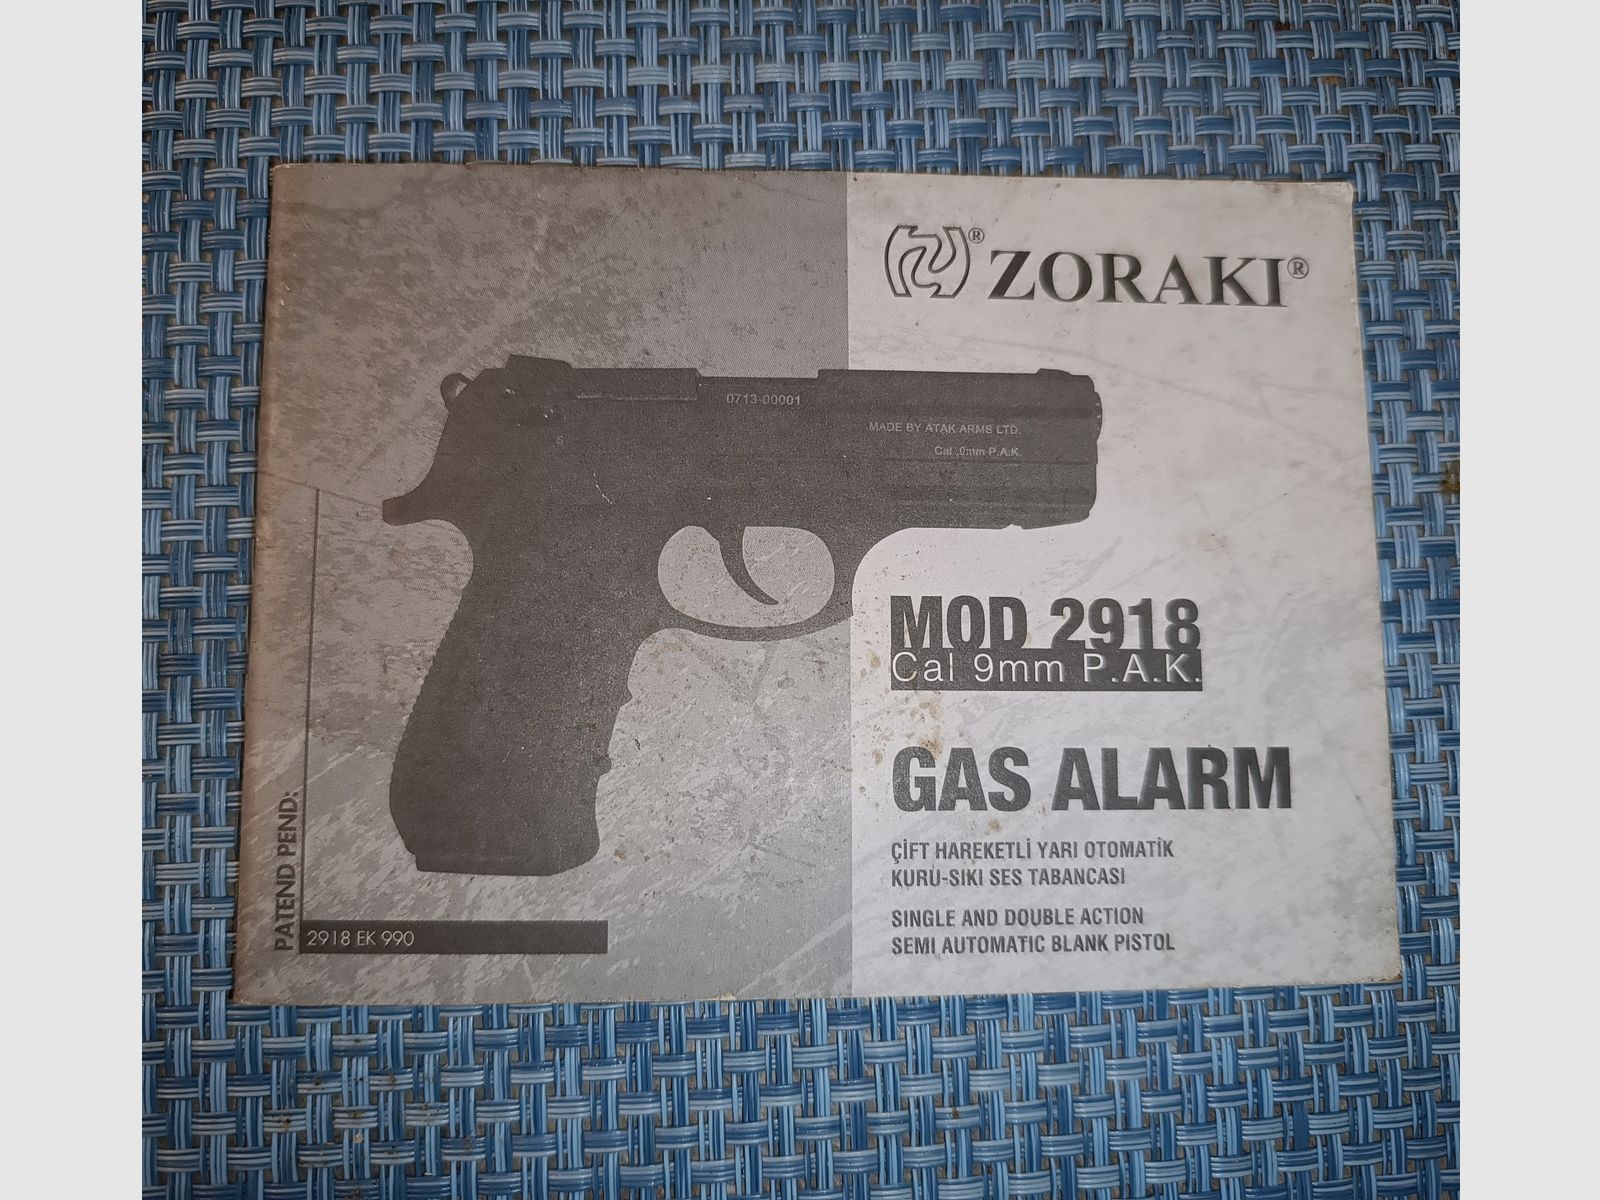 ® ZORAKI®
0713-00001
MADE BY ATAK ARMS LTD.
Cal .9mm P.A.K.
S
MOD 2918
Cal 9mm P.A.K.
GAS ALARM
ÇİFT HAREKETLİ YARI OTOMATİK
KURU-SIKI SES TABANCASI
SINGLE AND DOUBLE ACTION
SEMI AUTOMATIC BLANK PISTOL
PATEND PEND:
2918 EK 990